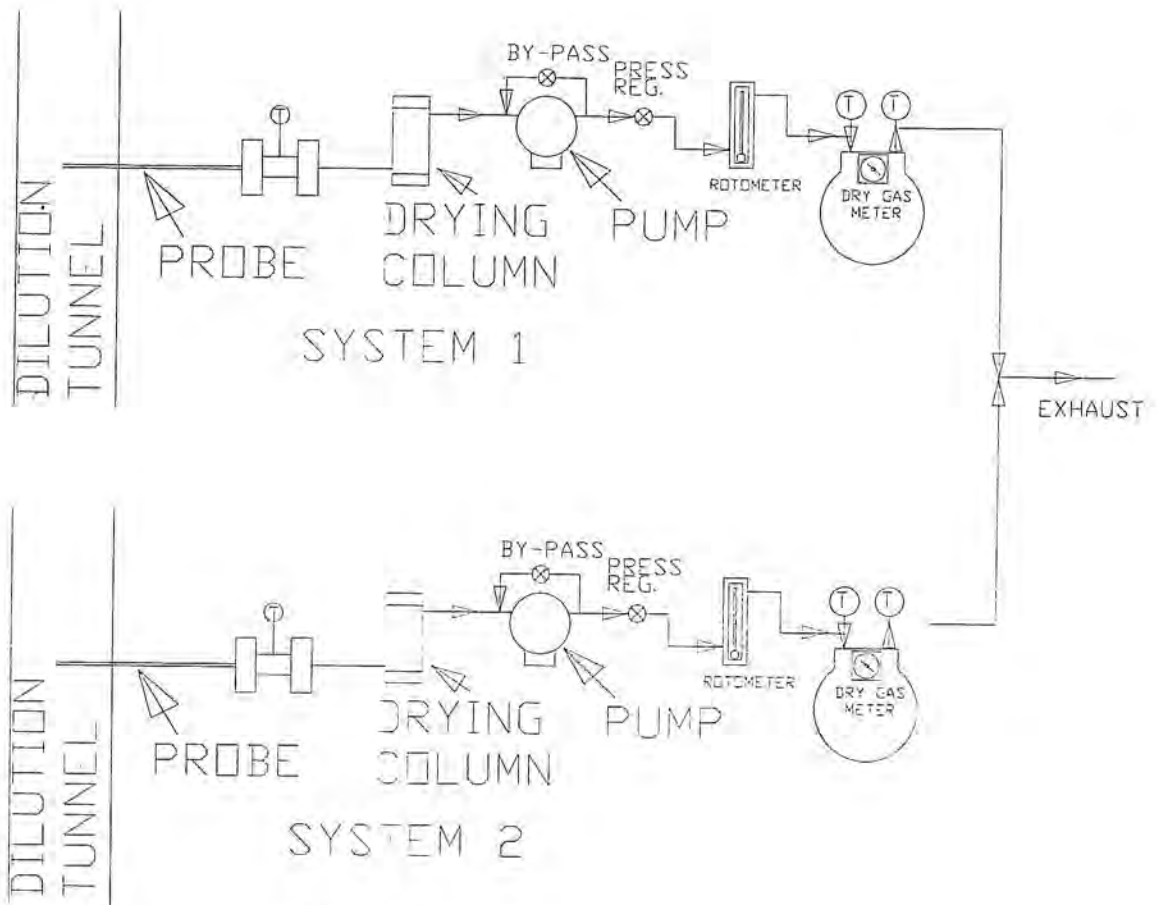 BY-PASS
PRESS
REG.
T
T
T
ROTOMETER
DRY GAS
METER
DILUTION
TUNNEL
PROBE
DRYING
COLUMN
PUMP
SYSTEM 1
EXHAUST
BY-PASS
PRESS
REG.
T
T
T
ROTOMETER
DRY GAS
METER
DILUTION
TUNNEL
PROBE
DRYING
COLUMN
PUMP
SYSTEM 2